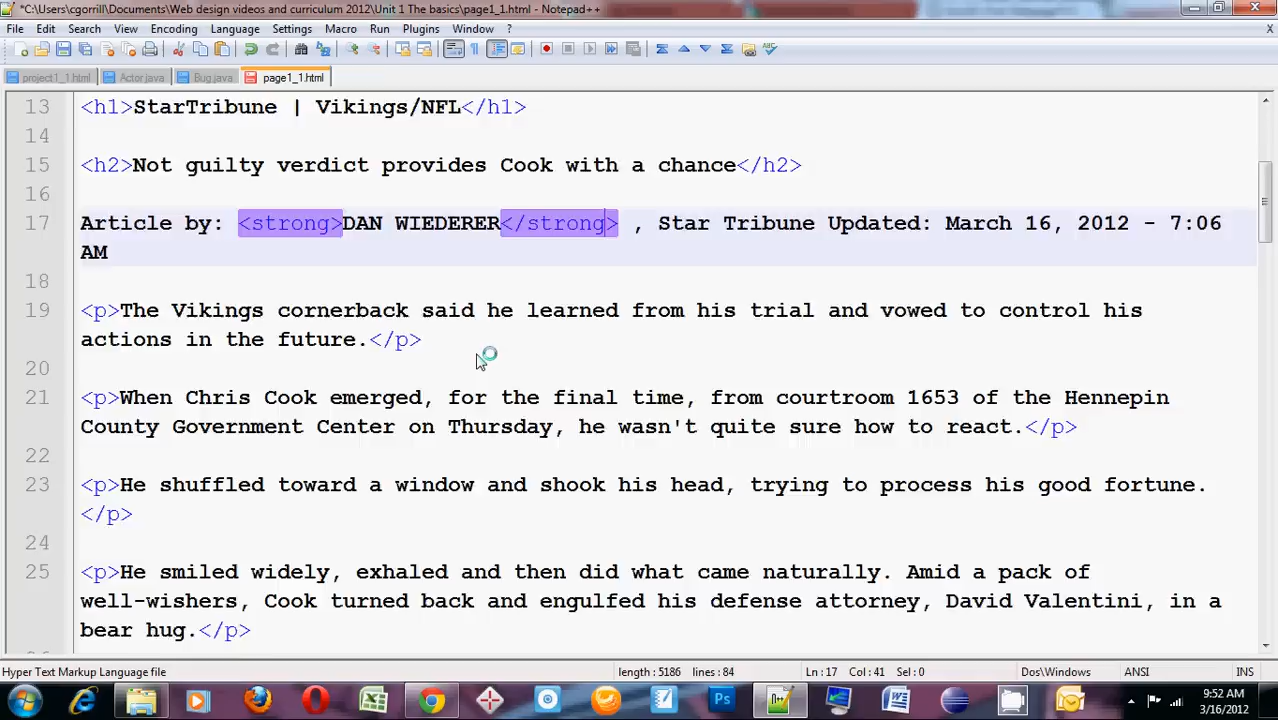 *C:\Users\cgorrill\Documents\Web design videos and curriculum 2012\Unit 1 The basics\page1_1.html - Notepad++
File Edit Search View Encoding Language Settings Macro Run Plugins Window ? X
project1_1.html Actor.java Bug.java page1_1.html
13 <h1>StarTribune | Vikings/NFL</h1>
14
15 <h2>Not guilty verdict provides Cook with a chance</h2>
16
17 Article by: <strong>DAN WIEDERER</strong> , Star Tribune Updated: March 16, 2012 - 7:06
AM
18
19 <p>The Vikings cornerback said he learned from his trial and vowed to control his
actions in the future.</p>
20
21 <p>When Chris Cook emerged, for the final time, from courtroom 1653 of the Hennepin
County Government Center on Thursday, he wasn't quite sure how to react.</p>
22
23 <p>He shuffled toward a window and shook his head, trying to process his good fortune.
</p>
24
25 <p>He smiled widely, exhaled and then did what came naturally. Amid a pack of
well-wishers, Cook turned back and engulfed his defense attorney, David Valentini, in a
bear hug.</p>
Hyper Text Markup Language file length : 5186 lines : 84 Ln : 17 Col : 41 Sel : 0 Dos\Windows ANSI INS
9:52 AM
3/16/2012